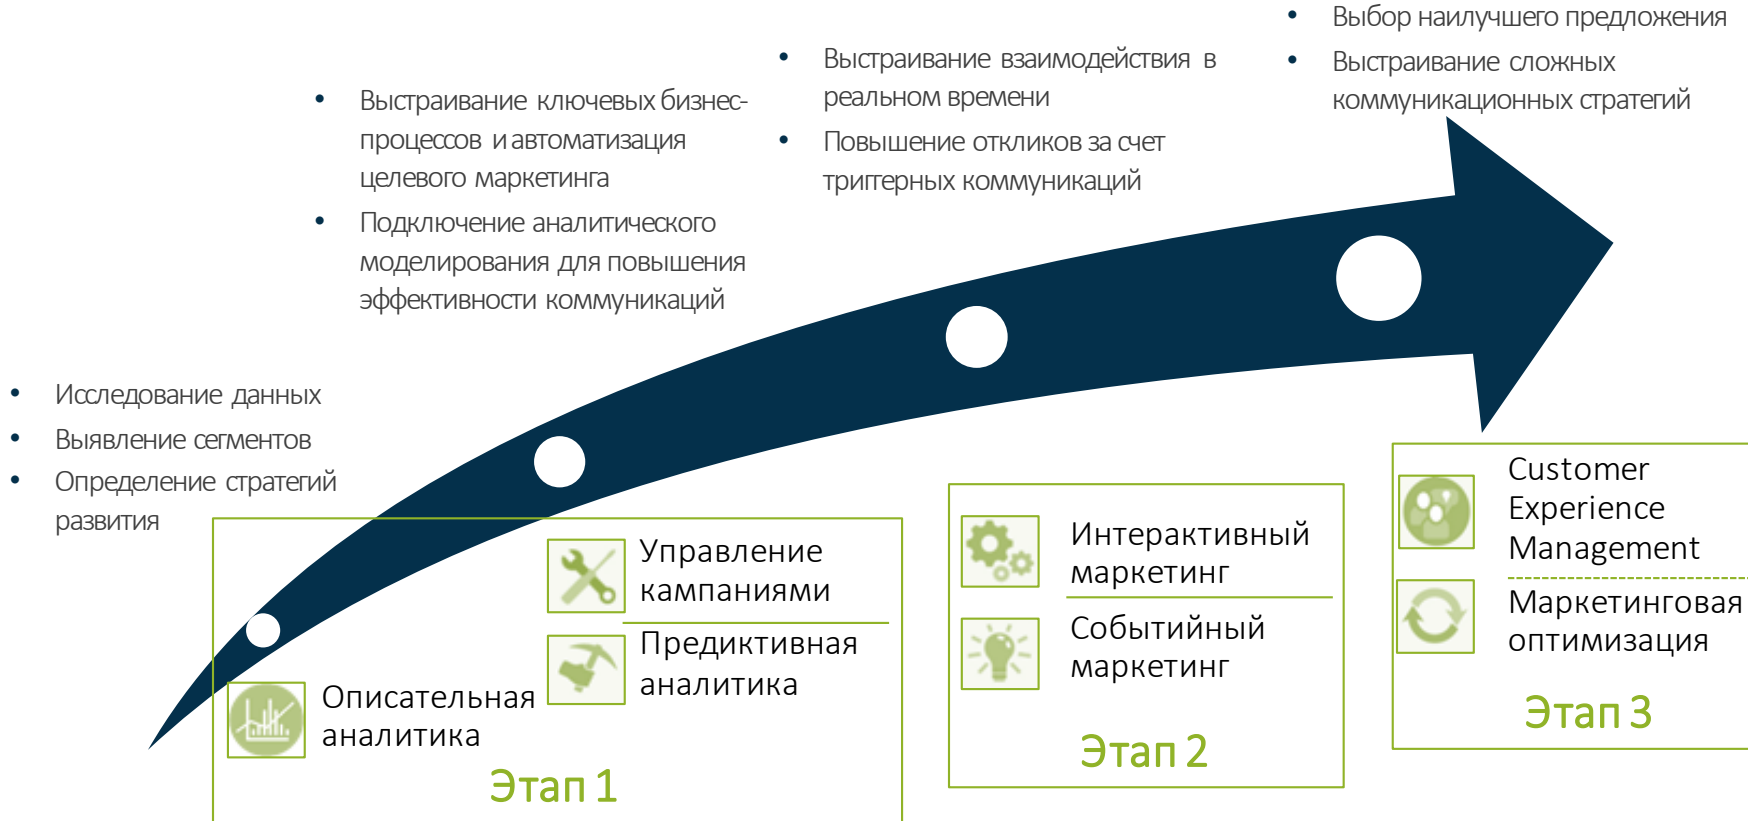 Выбор наилучшего предложения
Выстраивание сложных
коммуникационных стратегий
Выстраивание взаимодействия в
реальном времени
Повышение откликов за счет
триггерных коммуникаций
Выстраивание ключевых бизнес-
процессов и автоматизация
целевого маркетинга
Подключение аналитического
моделирования для повышения
эффективности коммуникаций
Исследование данных
Выявление сегментов
Определение стратегий
развития
Описательная
аналитика
Управление
кампаниями
Предиктивная
аналитика
Этап 1
Интерактивный
маркетинг
Событийный
маркетинг
Этап 2
Customer
Experience
Management
Маркетинговая
оптимизация
Этап 3